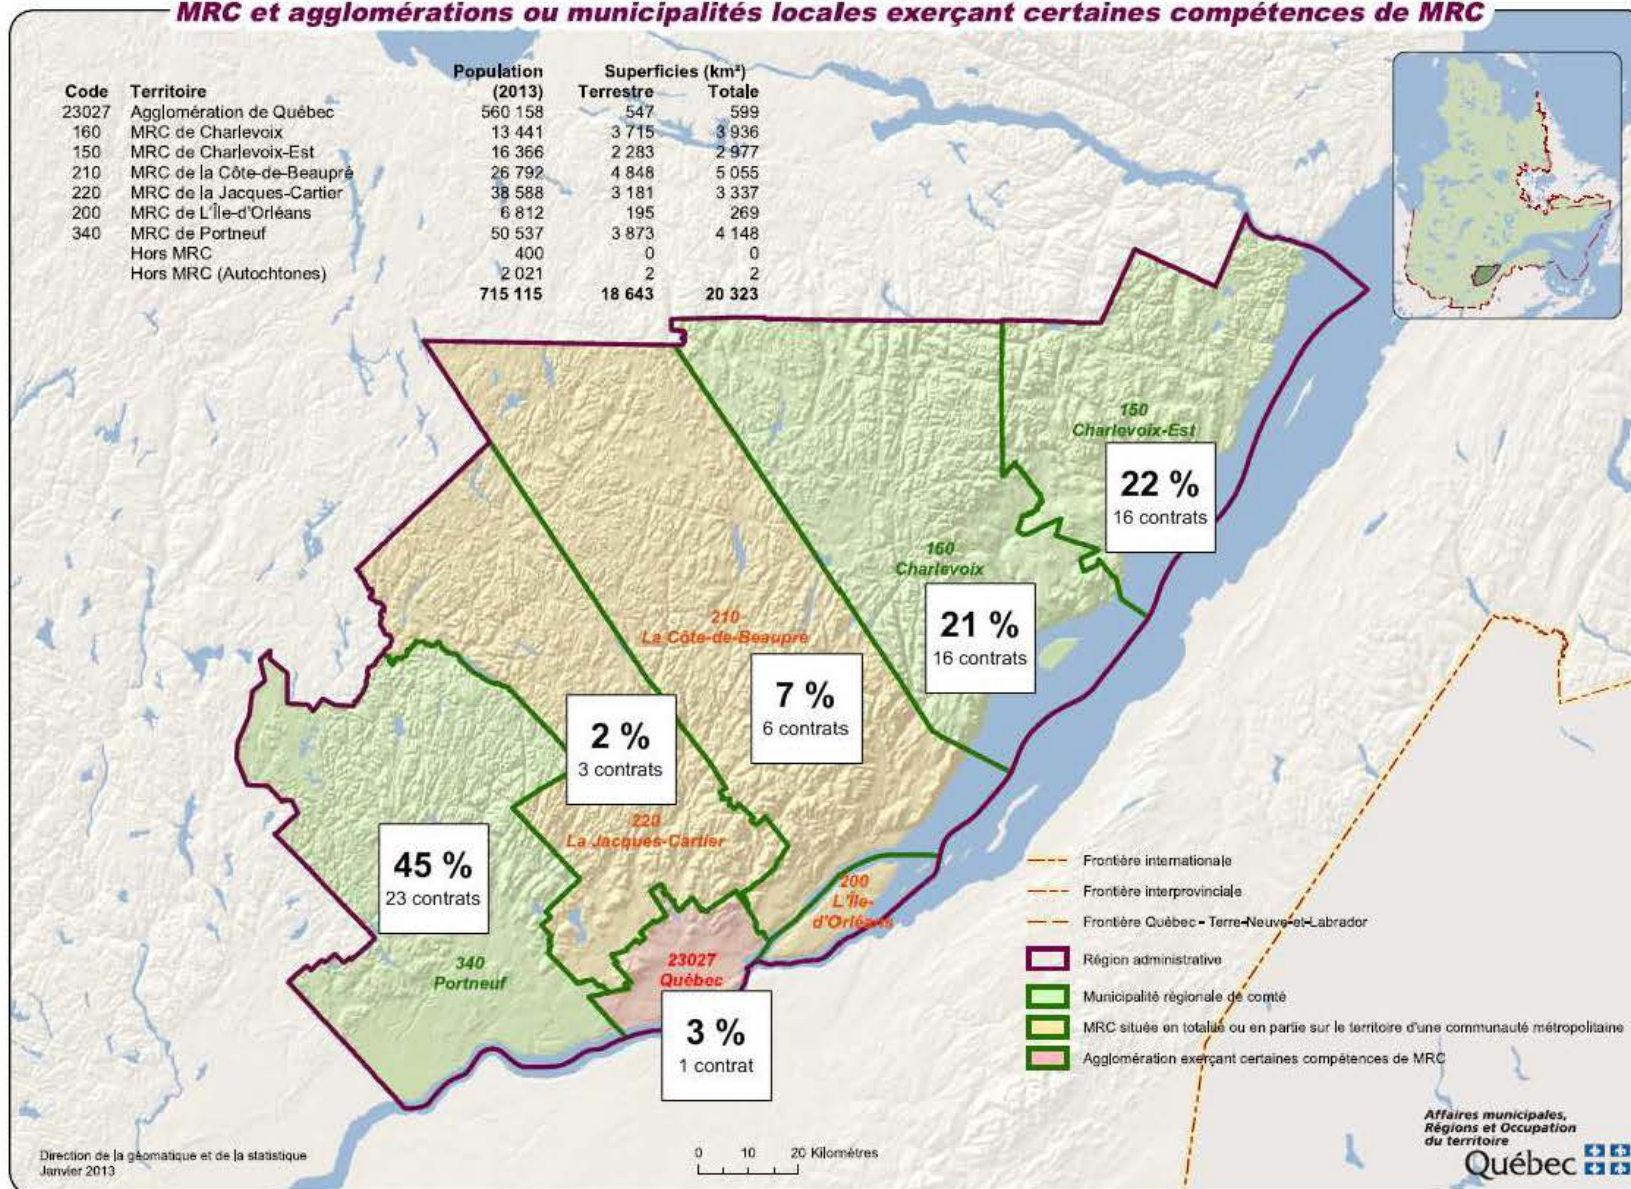 MRC et agglomérations ou municipalités locales exerçant certaines compétences de MRC
Population Superficies (km²)
Code Territoire (2013) Terrestre Totale
23027 Agglomération de Québec 560 158 547 599
160 MRC de Charlevoix 13 441 3 715 3 936
150 MRC de Charlevoix-Est 16 366 2 283 2 977
210 MRC de la Côte-de-Beaupré 26 792 4 848 5 055
220 MRC de la Jacques-Cartier 38 588 3 181 3 337
200 MRC de L'Île-d'Orléans 6 812 195 269
340 MRC de Portneuf 50 537 3 873 4 148
Hors MRC 400 0 0
Hors MRC (Autochtones) 2 021 2 2
715 115 18 643 20 323
150
Charlevoix-Est
22 %
16 contrats
160
Charlevoix
21 %
16 contrats
210
La Côte-de-Beaupré
7 %
6 contrats
2 %
3 contrats
220
La Jacques-Cartier
45 %
23 contrats
340
Portneuf
200
L'Île-
d'Orléans
23027
Québec
3 %
1 contrat
Frontière internationale
Frontière interprovinciale
Frontière Québec - Terre-Neuve-et-Labrador
Région administrative
Municipalité régionale de comté
MRC située en totalité ou en partie sur le territoire d'une communauté métropolitaine
Agglomération exerçant certaines compétences de MRC
Direction de la géomatique et de la statistique
Janvier 2013
0 10 20 Kilomètres
Affaires municipales,
Régions et Occupation
du territoire
Québec